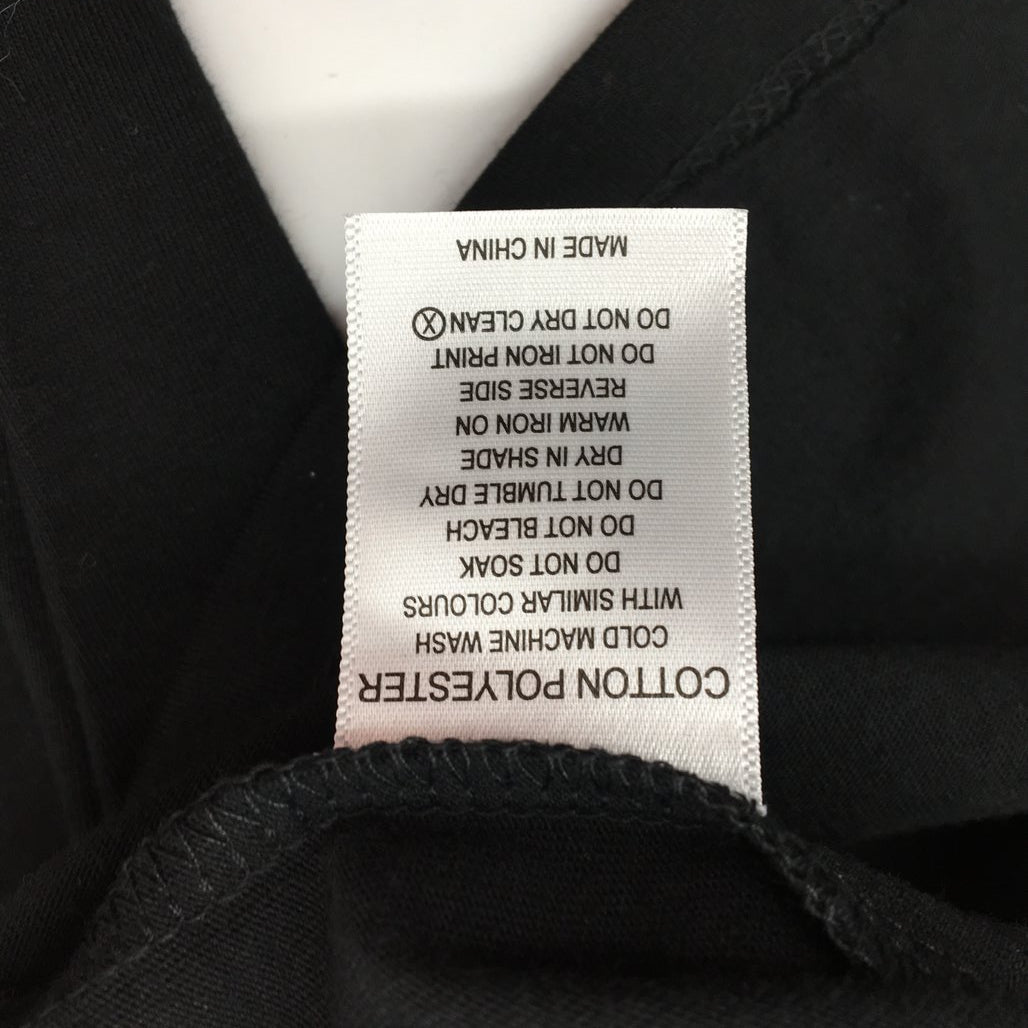 COTTON POLYESTER
COLD MACHINE WASH
WITH SIMILAR COLOURS
DO NOT SOAK
DO NOT BLEACH
DO NOT TUMBLE DRY
DRY IN SHADE
WARM IRON ON
REVERSE SIDE
DO NOT IRON PRINT
DO NOT DRY CLEAN Ⓧ
MADE IN CHINA